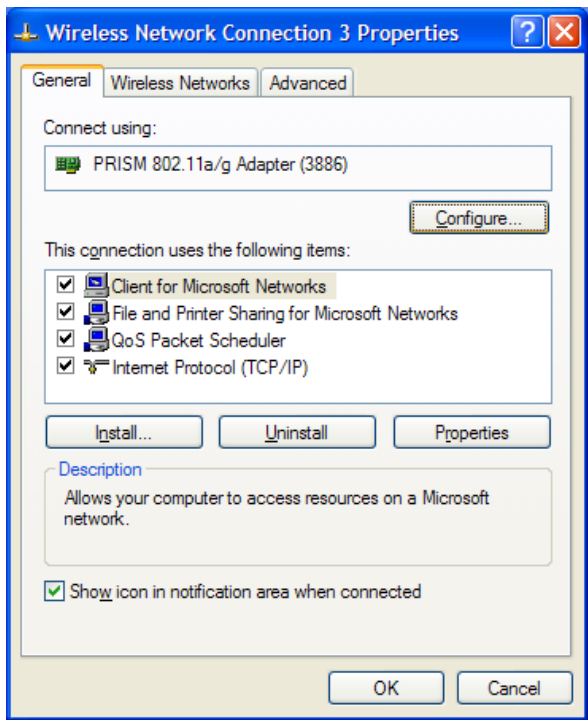 Wireless Network Connection 3 Properties
General Wireless Networks Advanced
Connect using:
PRISM 802.11a/g Adapter (3886)
Configure...
This connection uses the following items:
Client for Microsoft Networks
File and Printer Sharing for Microsoft Networks
QoS Packet Scheduler
Internet Protocol (TCP/IP)
Install... Uninstall Properties
Description
Allows your computer to access resources on a Microsoft
network.
Show icon in notification area when connected
OK Cancel